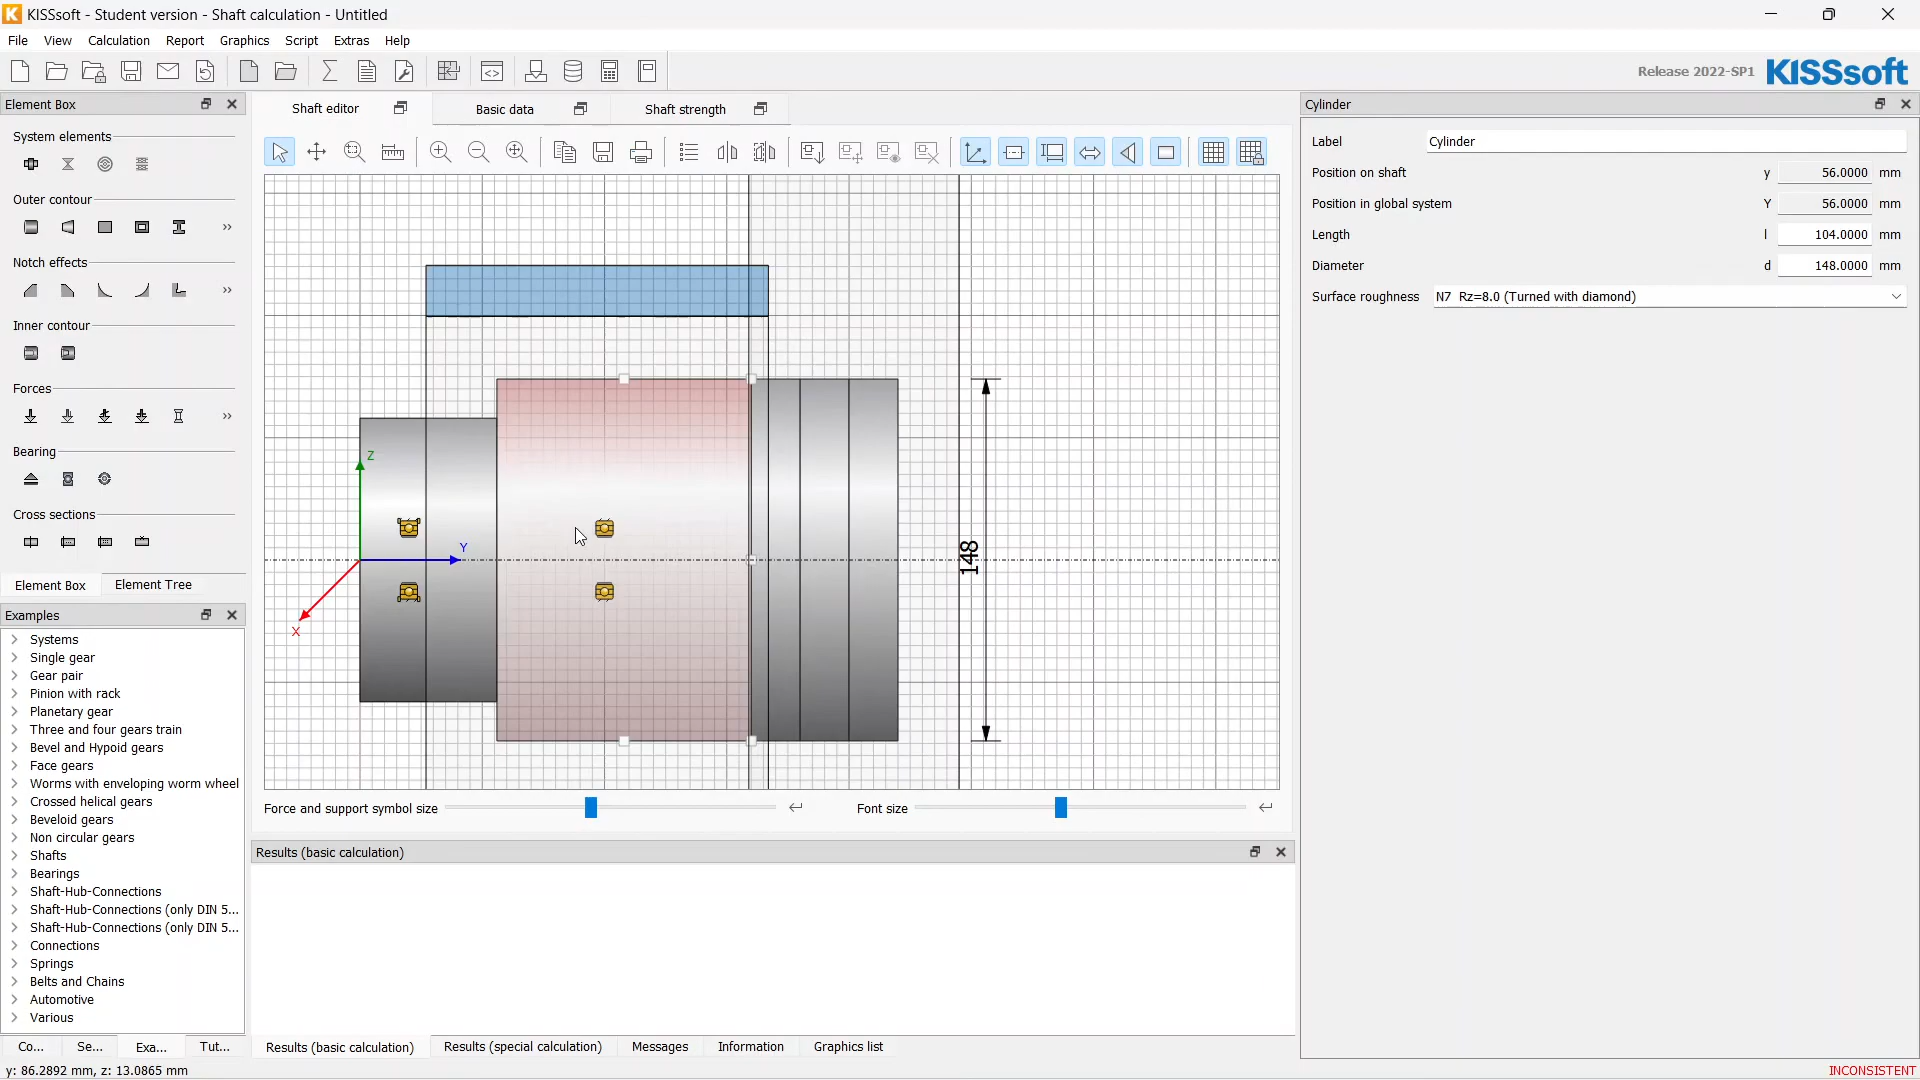 KISSsoft - Student version - Shaft calculation - Untitled
File View Calculation Report Graphics Script Extras Help
Release 2022-SP1 KISSsoft
Element Box
System elements
Outer contour
Notch effects
Inner contour
Forces
Bearing
Cross sections
Element Box Element Tree
Examples
Systems
Single gear
Gear pair
Pinion with rack
Planetary gear
Three and four gears train
Bevel and Hypoid gears
Face gears
Worms with enveloping worm wheel
Crossed helical gears
Beveloid gears
Non circular gears
Shafts
Bearings
Shaft-Hub-Connections
Shaft-Hub-Connections (only DIN 5...
Shaft-Hub-Connections (only DIN 5...
Connections
Springs
Belts and Chains
Automotive
Various
Co... Se... Exa... Tut...
Shaft editor Basic data Shaft strength
Z
Y
X
148
Force and support symbol size Font size
Results (basic calculation)
Results (basic calculation) Results (special calculation) Messages Information Graphics list
Cylinder
Label Cylinder
Position on shaft y 56.0000 mm
Position in global system Y 56.0000 mm
Length l 104.0000 mm
Diameter d 148.0000 mm
Surface roughness N7 Rz=8.0 (Turned with diamond)
y: 86.2892 mm, z: 13.0865 mm
INCONSISTENT